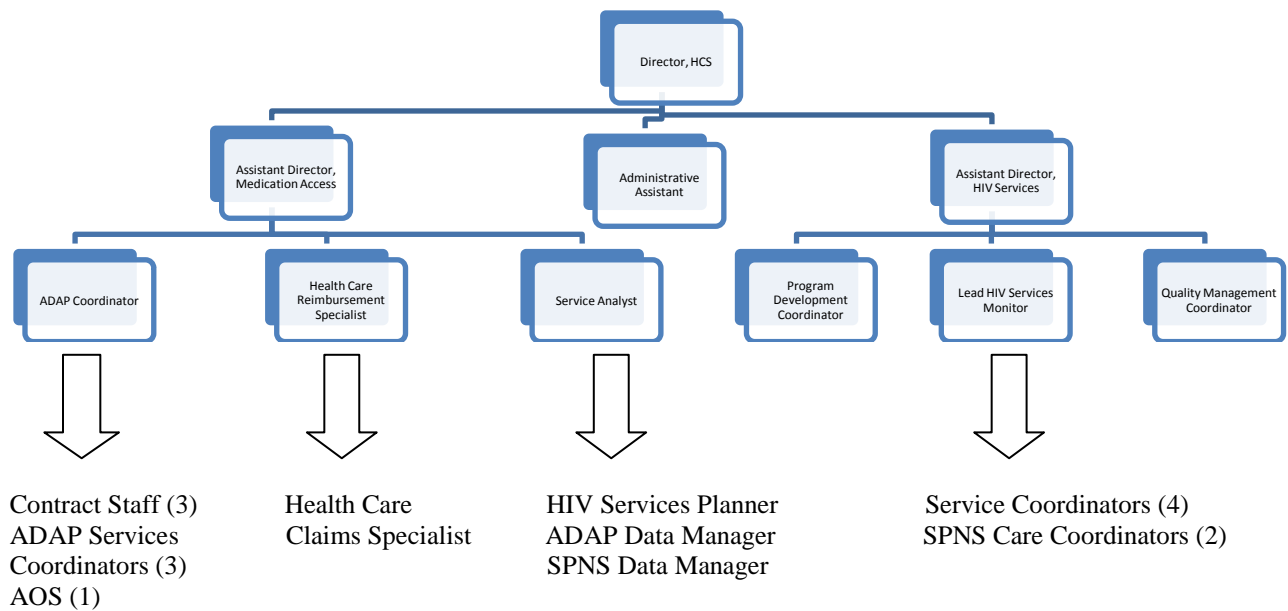 Director, HCS
Assistant Director,
Medication Access
Administrative
Assistant
Assistant Director,
HIV Services
ADAP Coordinator
Health Care
Reimbursement
Specialist
Service Analyst
Program
Development
Coordinator
Lead HIV Services
Monitor
Quality Management
Coordinator
Contract Staff (3)
ADAP Services
Coordinators (3)
AOS (1)
Health Care
Claims Specialist
HIV Services Planner
ADAP Data Manager
SPNS Data Manager
Service Coordinators (4)
SPNS Care Coordinators (2)